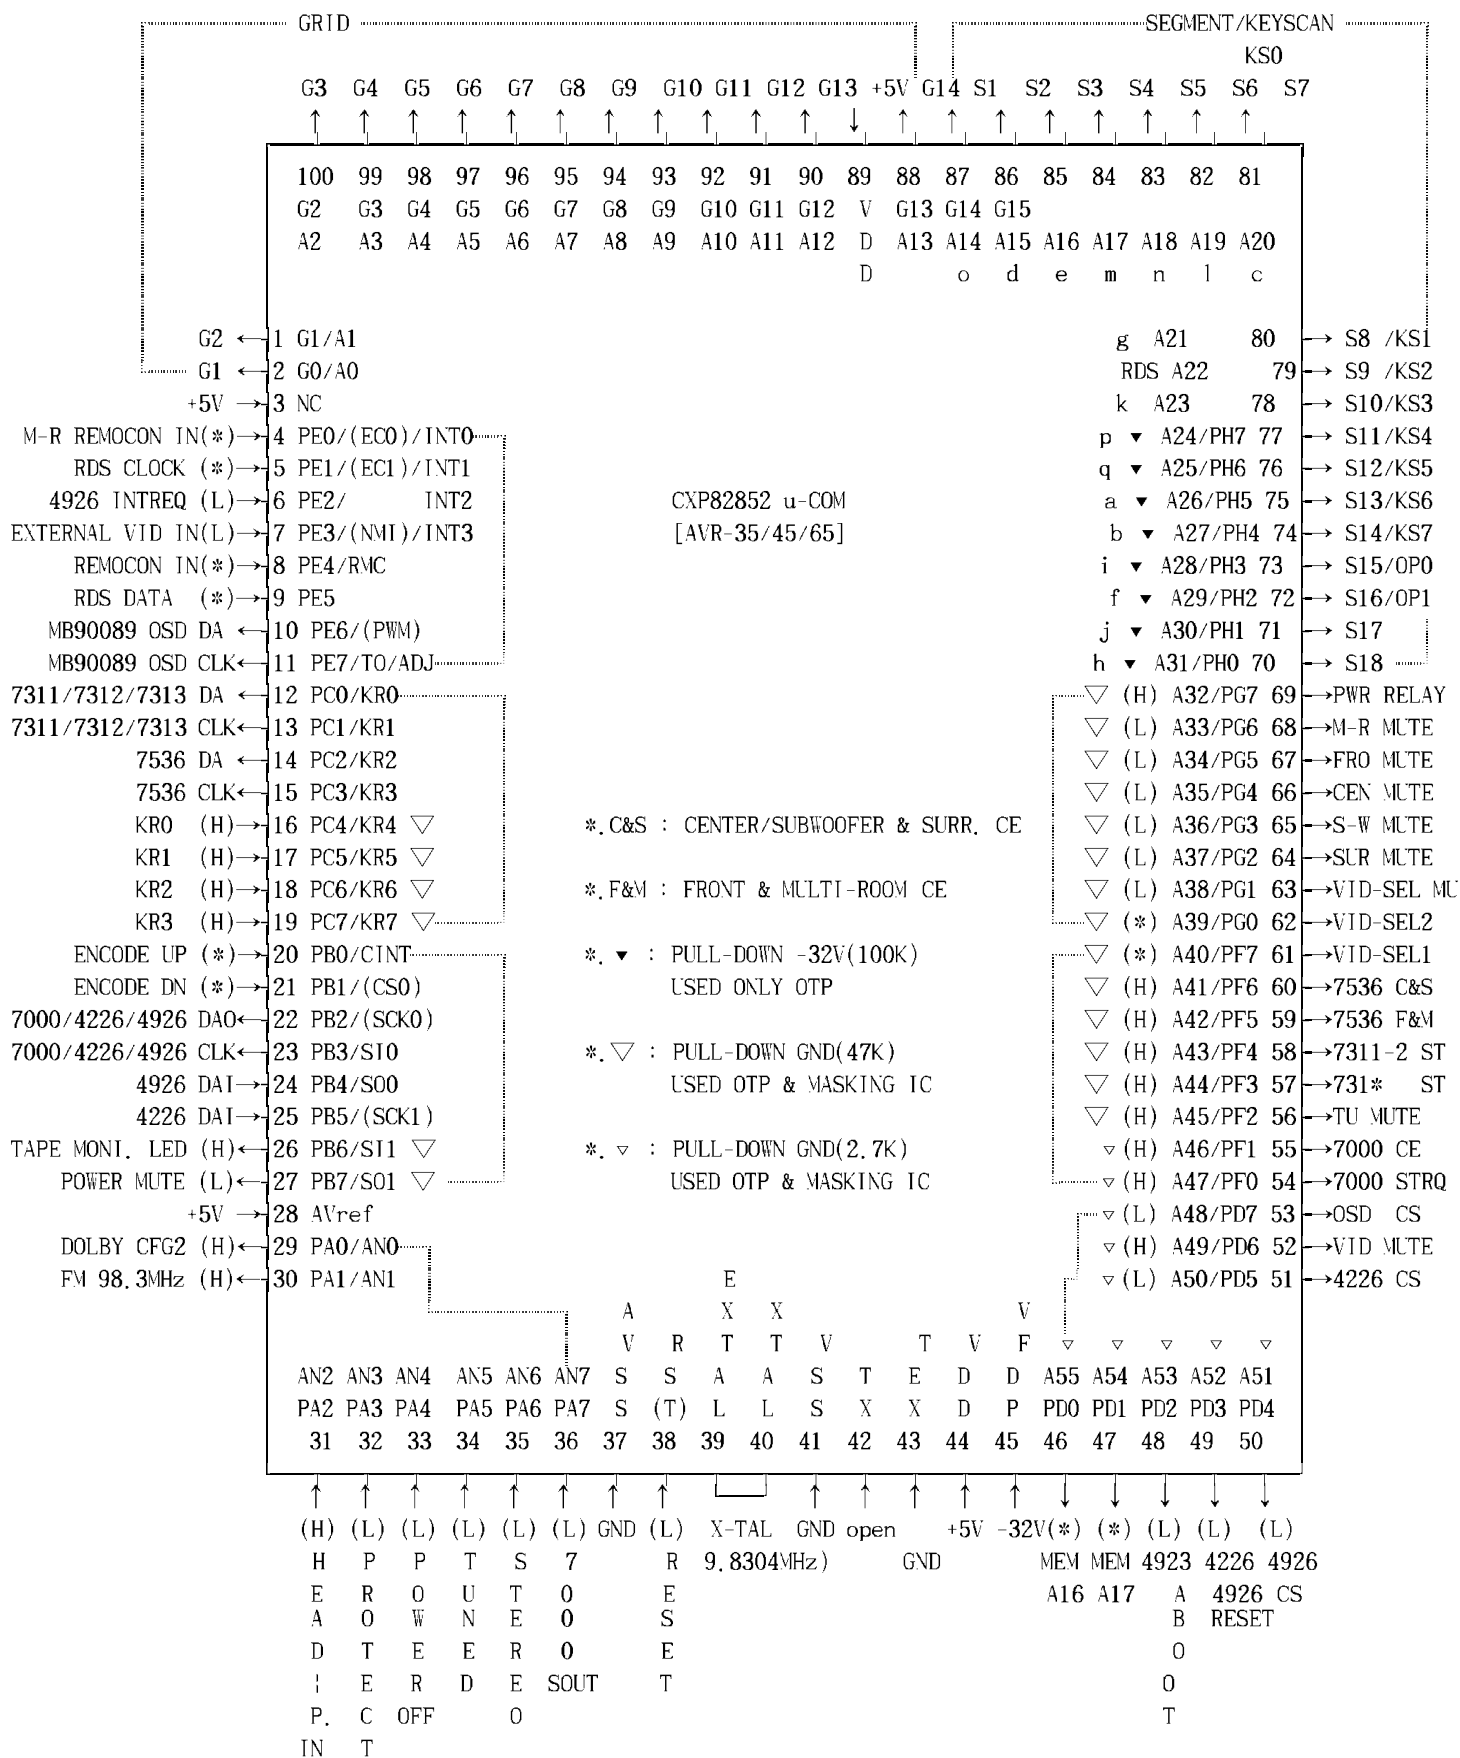 GRID SEGMENT/KEYSCAN
KS0
G3 G4 G5 G6 G7 G8 G9 G10 G11 G12 G13 +5V G14 S1 S2 S3 S4 S5 S6 S7
↑ ↑ ↑ ↑ ↑ ↑ ↑ ↑ ↑ ↑ ↑ ↓ ↑ ↑ ↑ ↑ ↑ ↑ ↑ ↑
100 99 98 97 96 95 94 93 92 91 90 89 88 87 86 85 84 83 82 81
G2 G3 G4 G5 G6 G7 G8 G9 G10 G11 G12 V G13 G14 G15
A2 A3 A4 A5 A6 A7 A8 A9 A10 A11 A12 D A13 A14 A15 A16 A17 A18 A19 A20
D o d e m n l c
G2 ← 1 G1/A1 g A21 80 → S8 /KS1
G1 ← 2 G0/A0 RDS A22 79 → S9 /KS2
+5V → 3 NC k A23 78 → S10/KS3
M-R REMOCON IN(*)→ 4 PE0/(EC0)/INT0 p ▼ A24/PH7 77 → S11/KS4
RDS CLOCK (*)→ 5 PE1/(EC1)/INT1 q ▼ A25/PH6 76 → S12/KS5
4926 INTREQ (L)→ 6 PE2/ INT2 CXP82852 u-COM a ▼ A26/PH5 75 → S13/KS6
EXTERNAL VID IN(L)→ 7 PE3/(NMI)/INT3 [AVR-35/45/65] b ▼ A27/PH4 74 → S14/KS7
REMOCON IN(*)→ 8 PE4/RMC i ▼ A28/PH3 73 → S15/OP0
RDS DATA (*)→ 9 PE5 f ▼ A29/PH2 72 → S16/OP1
MB90089 OSD DA ← 10 PE6/(PWM) j ▼ A30/PH1 71 → S17
MB90089 OSD CLK← 11 PE7/TO/ADJ h ▼ A31/PH0 70 → S18
7311/7312/7313 DA ← 12 PC0/KR0 ▽ (H) A32/PG7 69 →PWR RELAY
7311/7312/7313 CLK← 13 PC1/KR1 ▽ (L) A33/PG6 68 →M-R MUTE
7536 DA ← 14 PC2/KR2 ▽ (L) A34/PG5 67 →FRO MUTE
7536 CLK← 15 PC3/KR3 ▽ (L) A35/PG4 66 →CEN MUTE
KR0 (H)→ 16 PC4/KR4 ▽ *.C&S : CENTER/SUBWOOFER & SURR. CE ▽ (L) A36/PG3 65 →S-W MUTE
KR1 (H)→ 17 PC5/KR5 ▽ ▽ (L) A37/PG2 64 →SUR MUTE
KR2 (H)→ 18 PC6/KR6 ▽ *.F&M : FRONT & MULTI-ROOM CE ▽ (L) A38/PG1 63 →VID-SEL MU
KR3 (H)→ 19 PC7/KR7 ▽ ▽ (*) A39/PG0 62 →VID-SEL2
ENCODE UP (*)→ 20 PB0/CINT *. ▼ : PULL-DOWN -32V(100K) ▽ (*) A40/PF7 61 →VID-SEL1
ENCODE DN (*)→ 21 PB1/(CS0) USED ONLY OTP ▽ (H) A41/PF6 60 →7536 C&S
7000/4226/4926 DAO← 22 PB2/(SCK0) ▽ (H) A42/PF5 59 →7536 F&M
7000/4226/4926 CLK← 23 PB3/SI0 *. ▽ : PULL-DOWN GND(47K) ▽ (H) A43/PF4 58 →7311-2 ST
4926 DAI→ 24 PB4/SO0 USED OTP & MASKING IC ▽ (H) A44/PF3 57 →731* ST
4226 DAI→ 25 PB5/(SCK1) ▽ (H) A45/PF2 56 →TU MUTE
TAPE MONI. LED (H)← 26 PB6/SI1 ▽ *. ▿ : PULL-DOWN GND(2.7K) ▿ (H) A46/PF1 55 →7000 CE
POWER MUTE (L)← 27 PB7/SO1 ▽ USED OTP & MASKING IC ▿ (H) A47/PF0 54 →7000 STRQ
+5V → 28 AVref ▿ (L) A48/PD7 53 →OSD CS
DOLBY CFG2 (H)← 29 PA0/AN0 ▿ (H) A49/PD6 52 →VID MUTE
FM 98.3MHz (H)← 30 PA1/AN1 E ▿ (L) A50/PD5 51 →4226 CS
A X X V
V R T T V T V F ▿ ▿ ▿ ▿ ▿
AN2 AN3 AN4 AN5 AN6 AN7 S S A A S T E D D A55 A54 A53 A52 A51
PA2 PA3 PA4 PA5 PA6 PA7 S (T) L L S X X D P PD0 PD1 PD2 PD3 PD4
31 32 33 34 35 36 37 38 39 40 41 42 43 44 45 46 47 48 49 50
↑ ↑ ↑ ↑ ↑ ↑ ↑ ↑ ↑ ↑ ↑ ↑ ↑ ↓ ↓ ↓ ↓ ↓
(H) (L) (L) (L) (L) (L) GND (L) X-TAL GND open +5V -32V(*) (*) (L) (L) (L)
H P P T S 7 R 9.8304MHz) GND MEM MEM 4923 4226 4926
E R O U T 0 E A16 A17 A 4926 CS
A O W N E 0 S B RESET
D T E E R 0 E O
¦ E R D E SOUT T O
P. C OFF O T
IN T